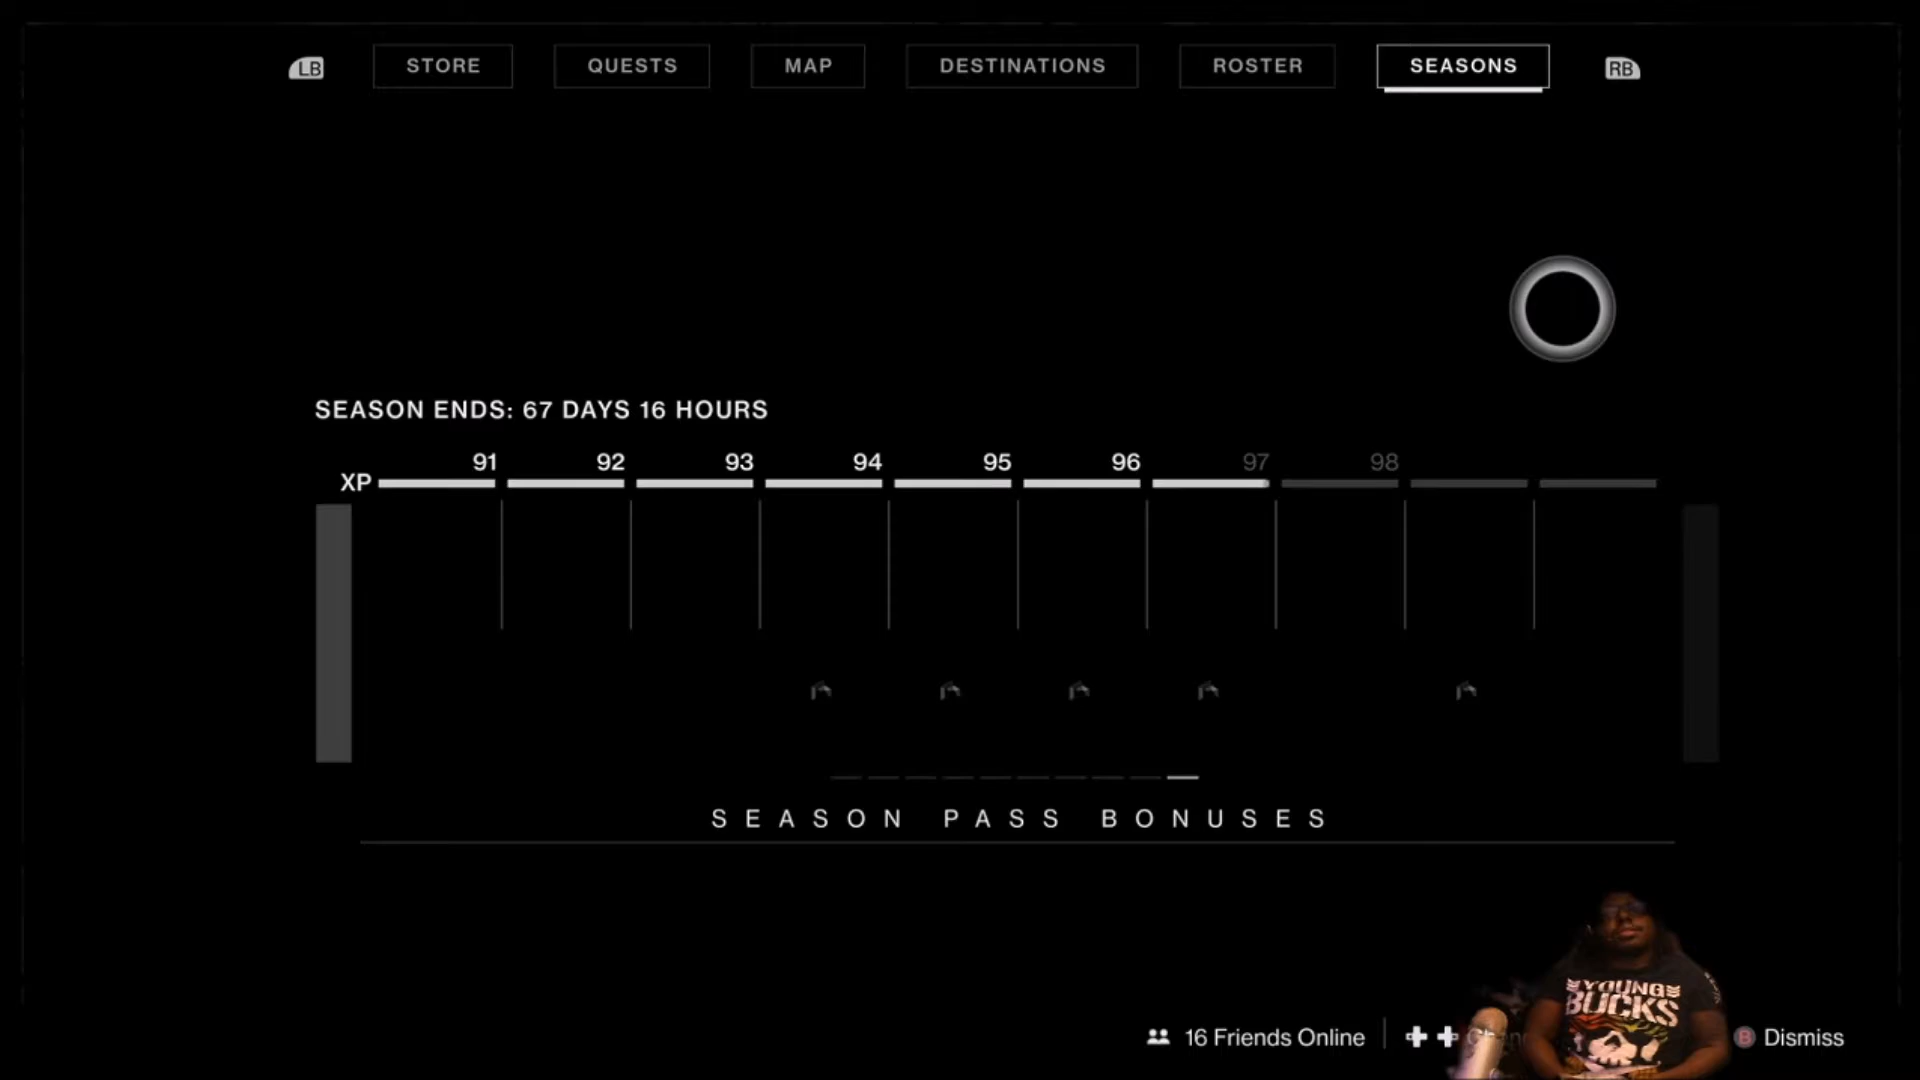 LB STORE QUESTS MAP DESTINATIONS ROSTER SEASONS RB
SEASON ENDS: 67 DAYS 16 HOURS
91 92 93 94 95 96 97 98
XP
SEASON PASS BONUSES
YOUNG
BUCKS
16 Friends Online B Dismiss